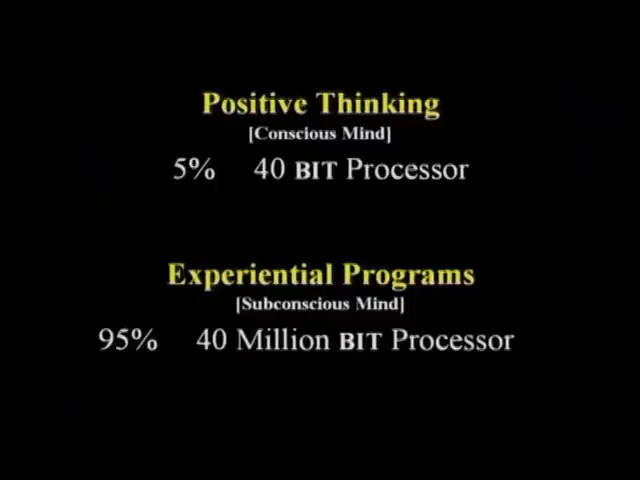 Positive Thinking
[Conscious Mind]
5% 40 BIT Processor
Experiential Programs
[Subconscious Mind]
95% 40 Million BIT Processor